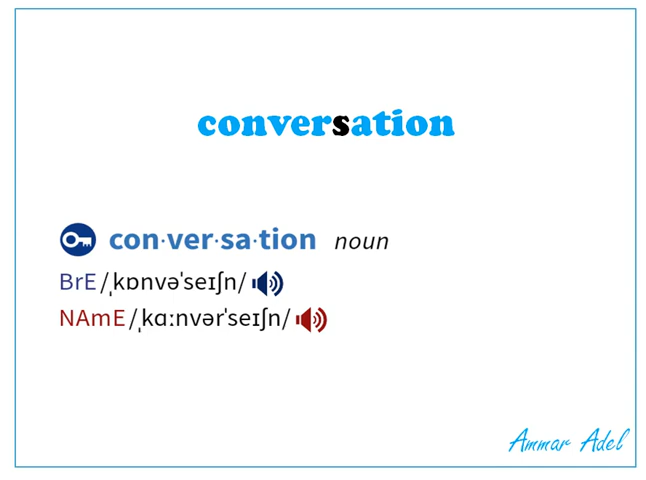 conversation
con·ver·sa·tion noun
BrE /ˌkɒnvəˈseɪʃn/
NAmE /ˌkɑːnvərˈseɪʃn/
Ammar Adel